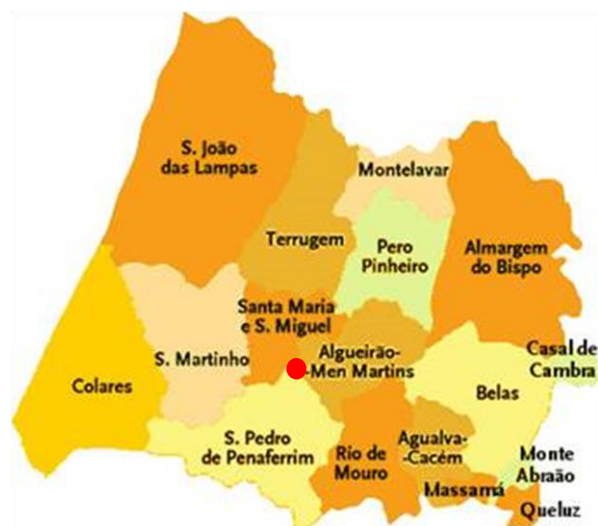 S. João
das Lampas
Montelavar
Terrugem
Pero
Pinheiro
Almargem
do Bispo
Santa Maria
e S. Miguel
S. Martinho
Algueirão-
-Men Martins
Casal de
Cambra
Colares
Belas
S. Pedro
de Penaferrim
Rio de
Mouro
Agualva-
-Cacém
Monte
Abraão
Massamá
Queluz